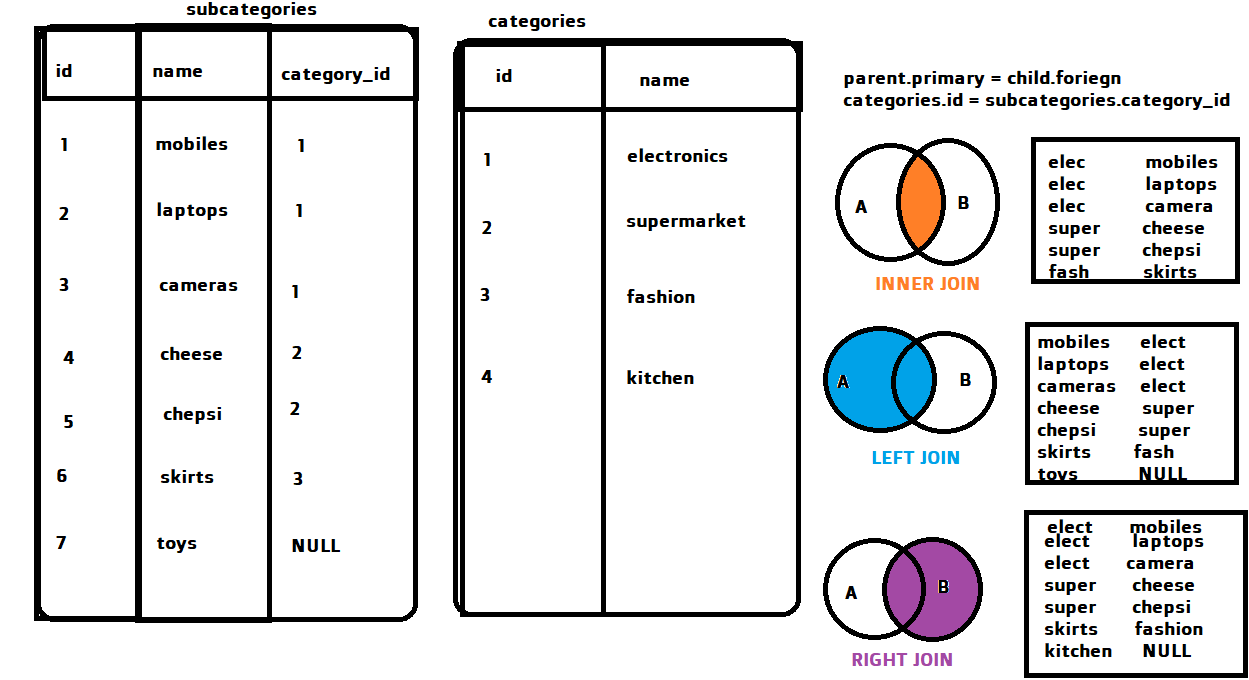 subcategories
id name category_id
1 mobiles 1
2 laptops 1
3 cameras 1
4 cheese 2
5 chepsi 2
6 skirts 3
7 toys NULL
categories
id name
1 electronics
2 supermarket
3 fashion
4 kitchen
parent.primary = child.foriegn
categories.id = subcategories.category_id
A B
INNER JOIN
elec mobiles
elec laptops
elec camera
super cheese
super chepsi
fash skirts
A B
LEFT JOIN
mobiles elect
laptops elect
cameras elect
cheese super
chepsi super
skirts fash
toys NULL
A B
RIGHT JOIN
elect mobiles
elect laptops
elect camera
super cheese
super chepsi
skirts fashion
kitchen NULL